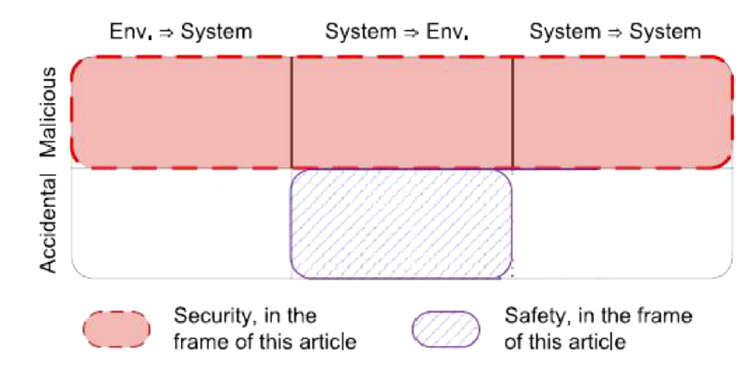 Env. ⇒ System
System ⇒ Env.
System ⇒ System
Malicious
Accidental
Security, in the
frame of this article
Safety, in the frame
of this article